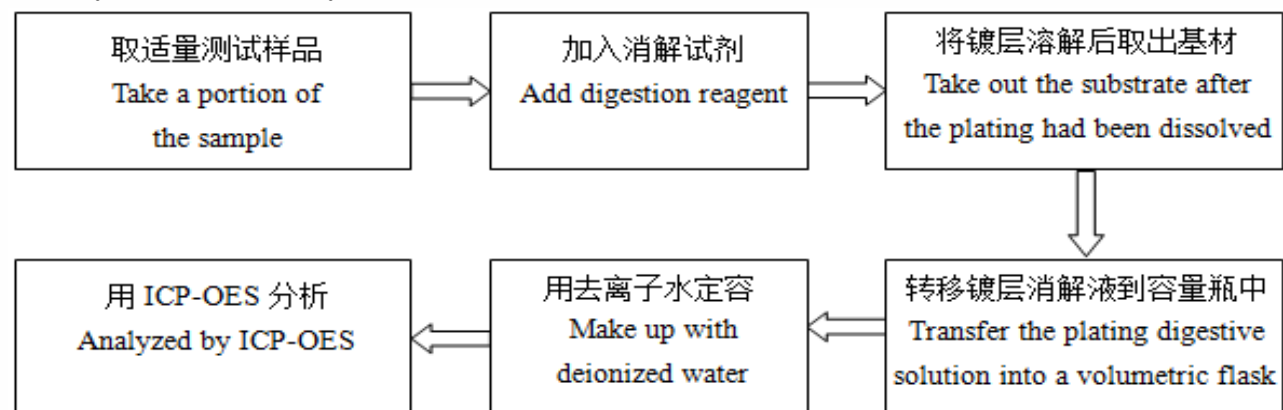 取适量测试样品
Take a portion of
the sample
加入消解试剂
Add digestion reagent
将镀层溶解后取出基材
Take out the substrate after
the plating had been dissolved
转移镀层消解液到容量瓶中
Transfer the plating digestive
solution into a volumetric flask
用去离子水定容
Make up with
deionized water
用 ICP-OES 分析
Analyzed by ICP-OES